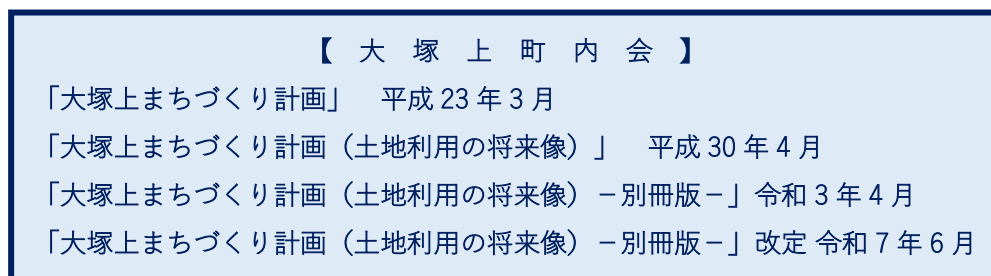 【 大 塚 上 町 内 会 】
「大塚上まちづくり計画」　平成 23 年 3 月
「大塚上まちづくり計画（土地利用の将来像）」　平成 30 年 4 月
「大塚上まちづくり計画（土地利用の将来像）－別冊版－」令和 3 年 4 月
「大塚上まちづくり計画（土地利用の将来像）－別冊版－」改定 令和 7 年 6 月